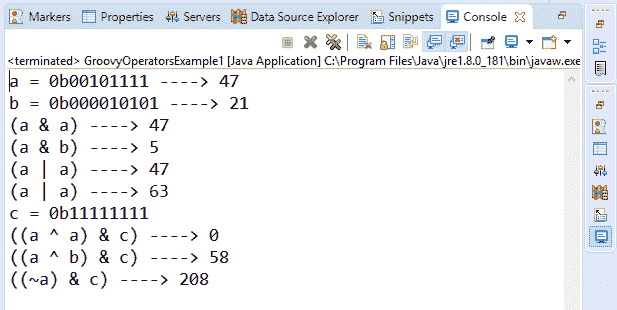 Markers Properties Servers Data Source Explorer Snippets Console
<terminated> GroovyOperatorsExample1 [Java Application] C:\Program Files\Java\jre1.8.0_181\bin\javaw.exe
a = 0b00101111 ----> 47
b = 0b000010101 ----> 21
(a & a) ----> 47
(a & b) ----> 5
(a | a) ----> 47
(a | a) ----> 63
c = 0b11111111
((a ^ a) & c) ----> 0
((a ^ b) & c) ----> 58
((~a) & c) ----> 208